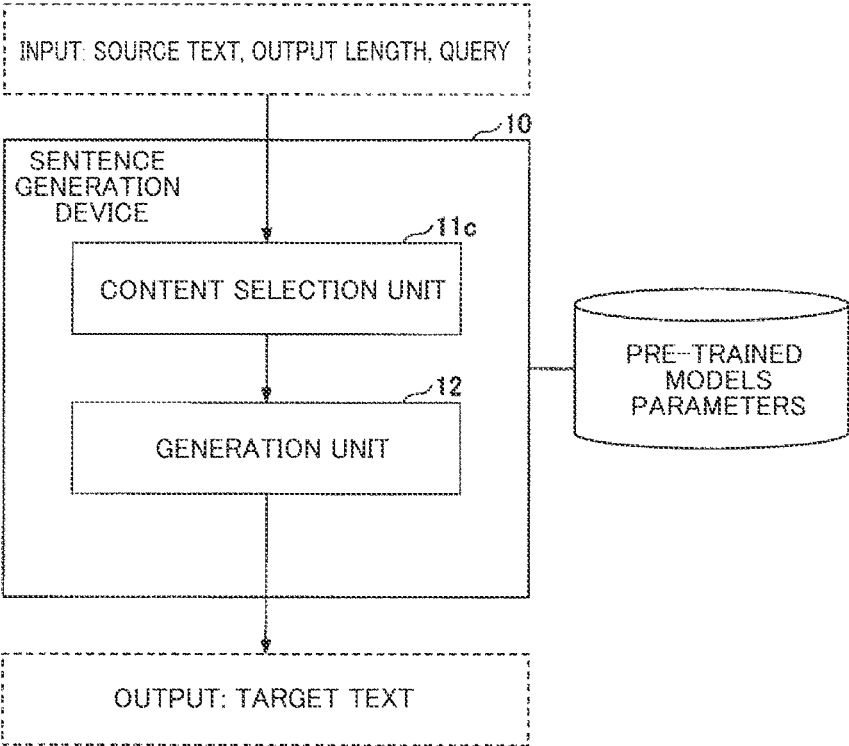 INPUT: SOURCE TEXT, OUTPUT LENGTH, QUERY
10
SENTENCE
GENERATION
DEVICE
11c
CONTENT SELECTION UNIT
12
GENERATION UNIT
PRE-TRAINED
MODELS
PARAMETERS
OUTPUT: TARGET TEXT